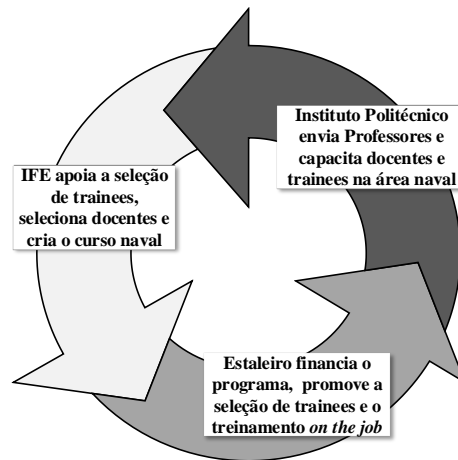 Instituto Politécnico
envia Professores e
capacita docentes e
trainees na área naval
IFE apoia a seleção
de trainees,
seleciona docentes e
cria o curso naval
Estaleiro financia o
programa, promove a
seleção de trainees e o
treinamento on the job